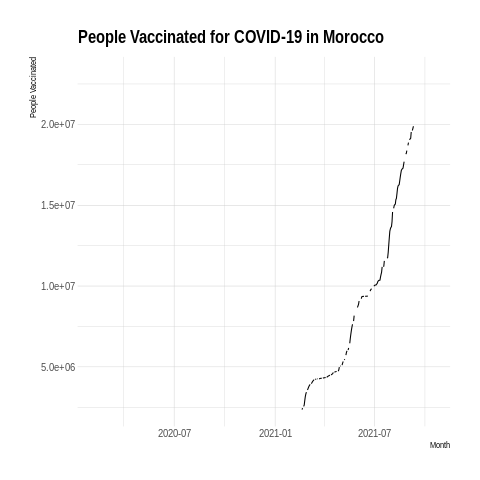 People Vaccinated for COVID-19 in Morocco
People Vaccinated
2.0e+07
1.5e+07
1.0e+07
5.0e+06
2020-07 2021-01 2021-07
Month